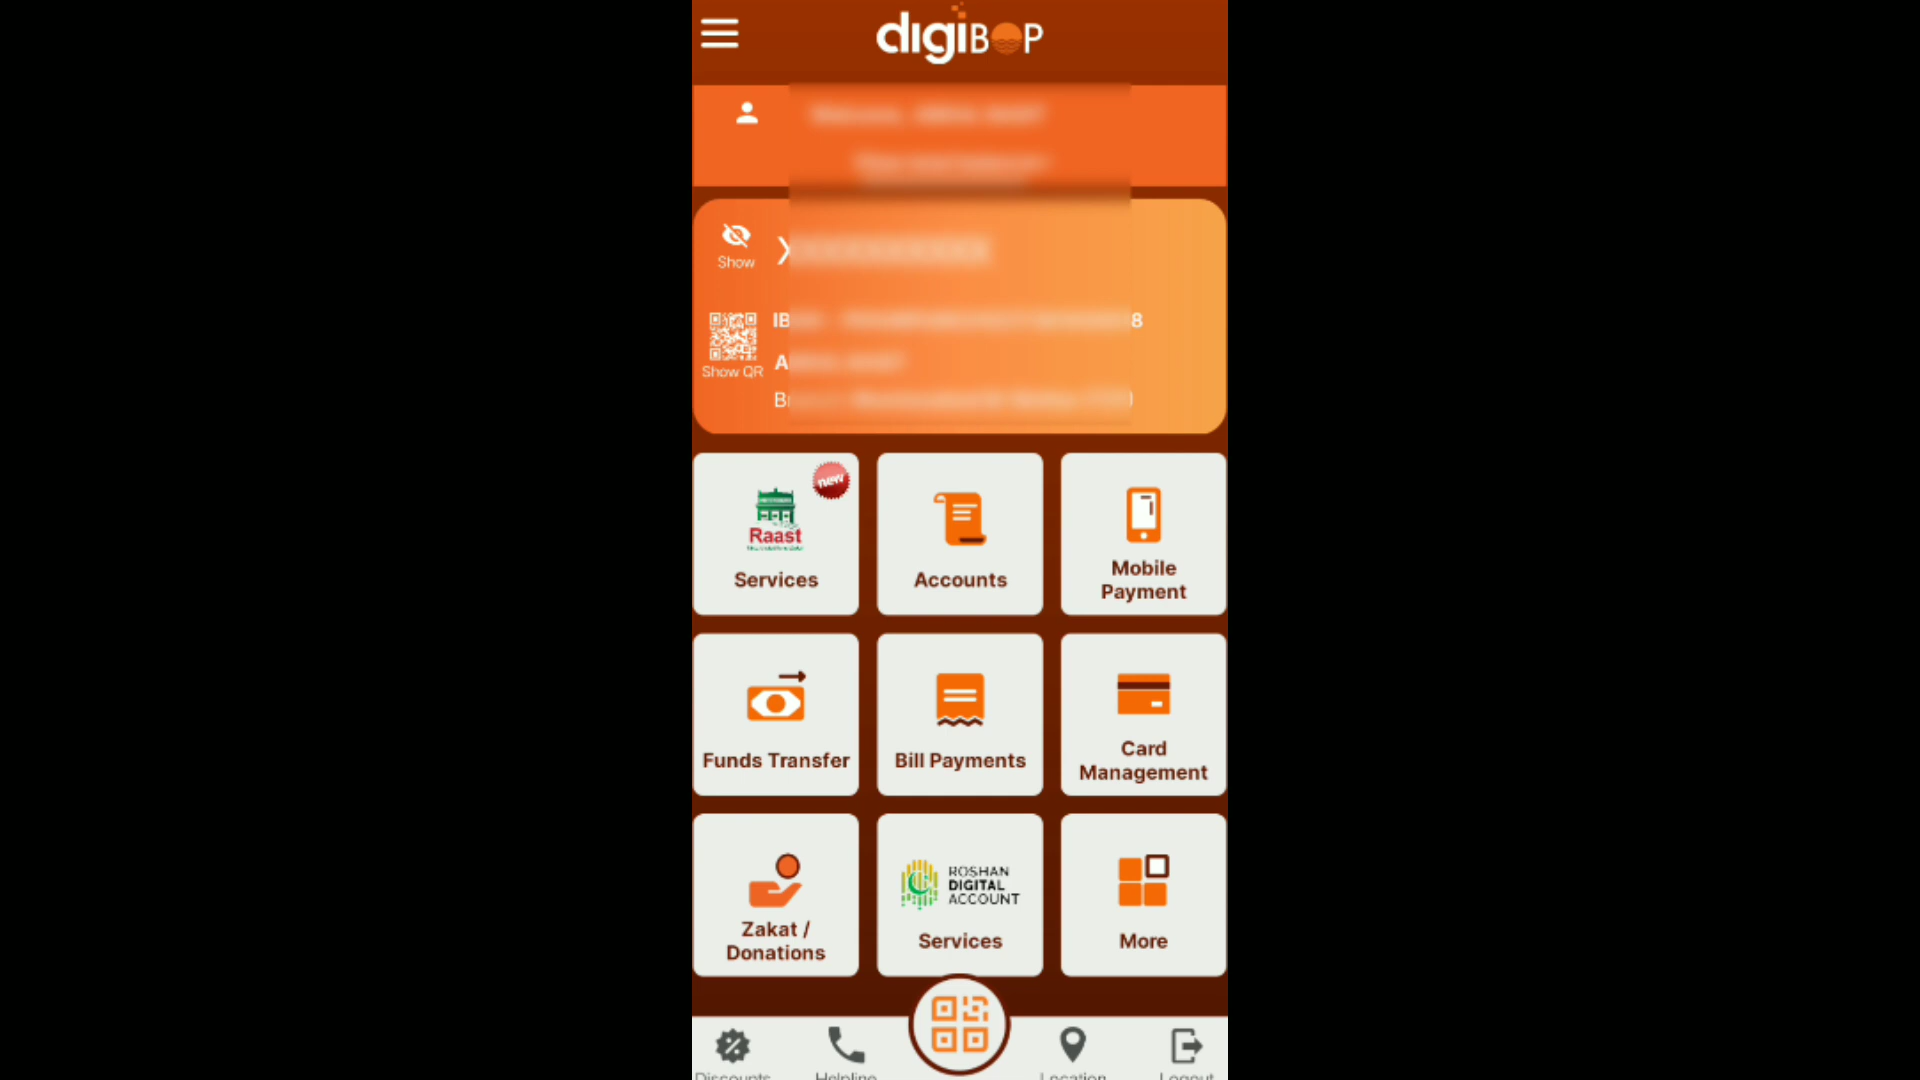 digiBOP
Show
Show QR
new
Raast
Services
Accounts
Mobile
Payment
Funds Transfer
Bill Payments
Card
Management
Zakat /
Donations
ROSHAN
DIGITAL
ACCOUNT
Services
More
Discounts
Helpline
Location
Logout